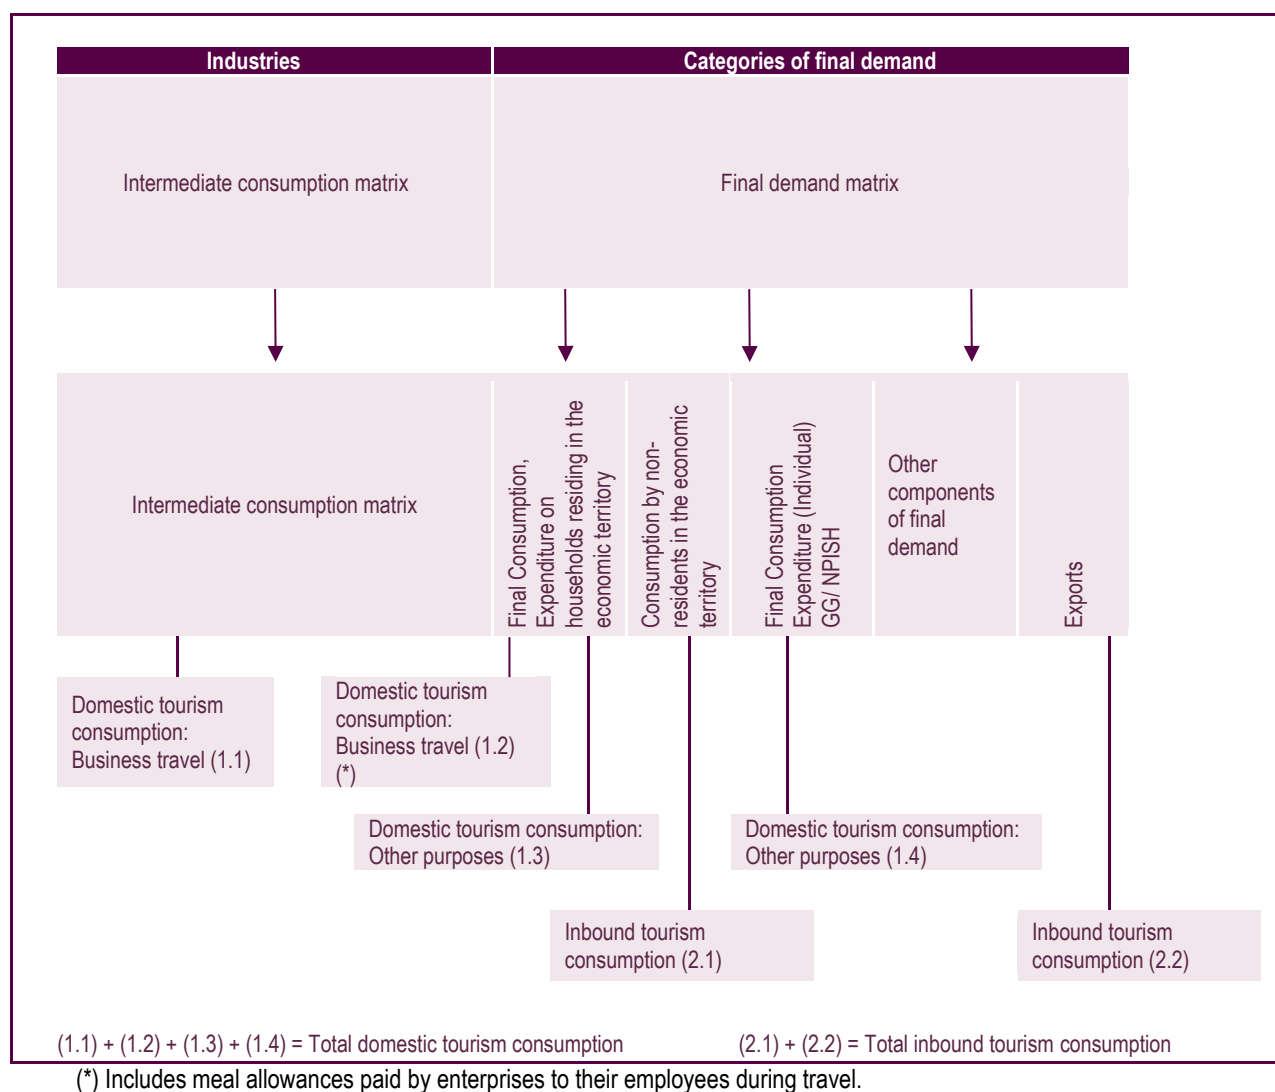 Industries
Categories of final demand
Intermediate consumption matrix
Final demand matrix
Intermediate consumption matrix
Final Consumption,
Expenditure on
households residing in the
economic territory
Consumption by non-
residents in the economic
territory
Final Consumption
Expenditure (Individual)
GG/ NPISH
Other
components
of final
demand
Exports
Domestic tourism
consumption:
Business travel (1.1)
Domestic tourism
consumption:
Business travel (1.2)
(*)
Domestic tourism consumption:
Other purposes (1.3)
Domestic tourism consumption:
Other purposes (1.4)
Inbound tourism
consumption (2.1)
Inbound tourism
consumption (2.2)
(1.1) + (1.2) + (1.3) + (1.4) = Total domestic tourism consumption
(2.1) + (2.2) = Total inbound tourism consumption
(*) Includes meal allowances paid by enterprises to their employees during travel.